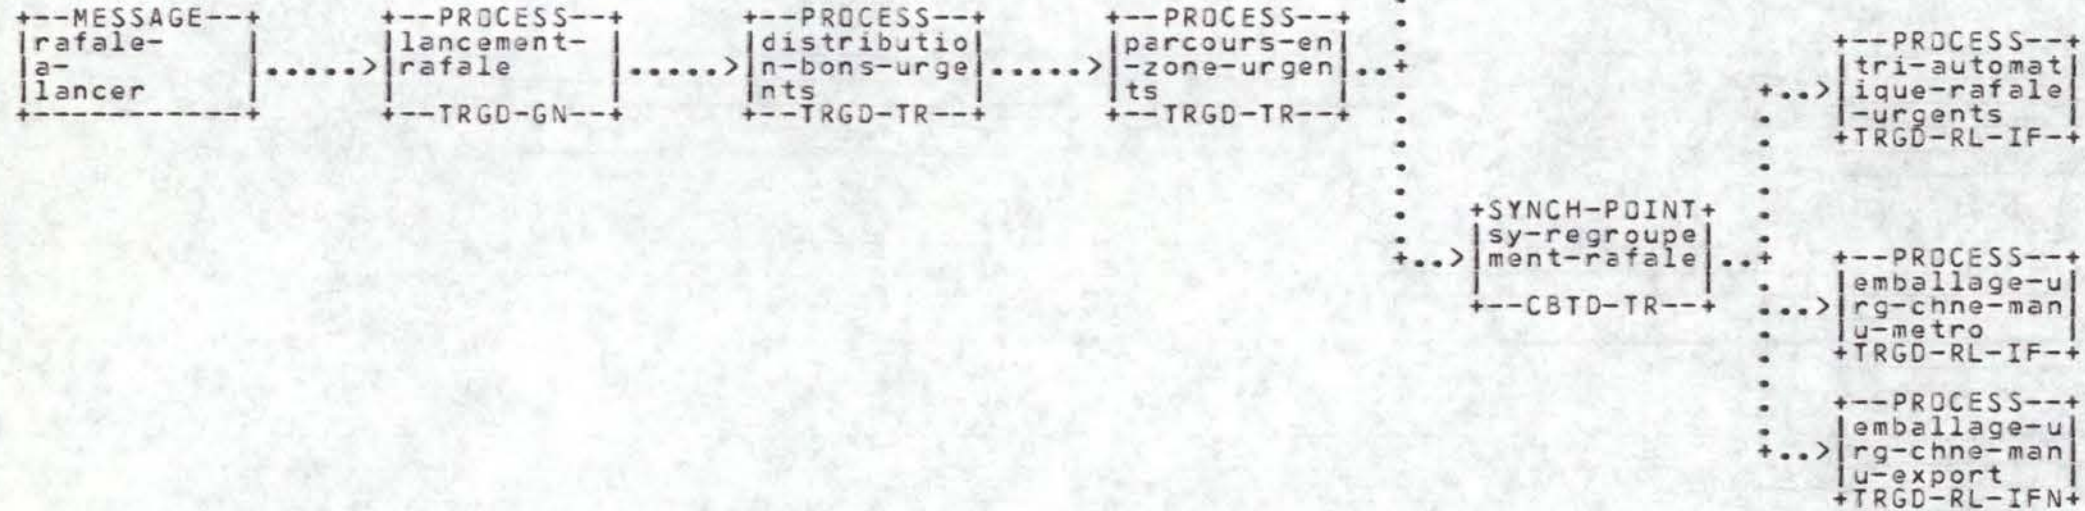 +--MESSAGE--+ +--PROCESS--+ +--PROCESS--+ +--PROCESS--+
|rafale- | |lancement- | |distributio| |parcours-en| +--PROCESS--+
|a- |.....>|rafale |.....>|n-bons-urge|.....>|-zone-urgen|..+ |tri-automat|
|lancer | | | |nts | |ts | +..>|ique-rafale|
+-----------+ +--TRGD-GN--+ +--TRGD-TR--+ +--TRGD-TR--+ |-urgents |
+TRGD-RL-IF-+
+SYNCH-POINT+
|sy-regroupe|
+..>|ment-rafale|..+ +--PROCESS--+
| | |emballage-u|
+--CBTD-TR--+ ...>|rg-chne-man|
|u-metro |
+TRGD-RL-IF-+
+--PROCESS--+
|emballage-u|
+..>|rg-chne-man|
|u-export |
+TRGD-RL-IFN+